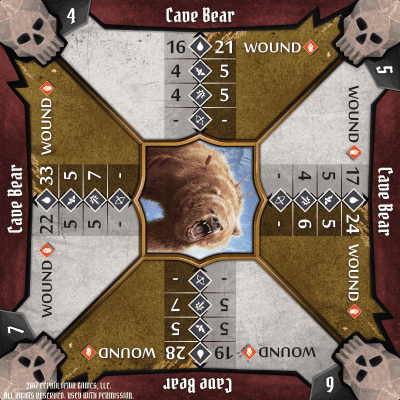 4
Cave Bear
16 21 WOUND
4 5
4 5
- -
5
Cave Bear
WOUND 17 24 WOUND
5 5
4 6
- -
6
Cave Bear
WOUND 19 28 WOUND
5 5
5 7
- -
7
Cave Bear
WOUND 22 33 WOUND
5 5
5 7
- -
2017 CEPHALOFAIR GAMES, LLC.
ALL RIGHTS RESERVED. USED WITH PERMISSION.